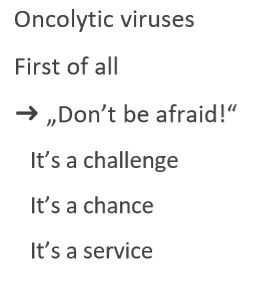 Oncolytic viruses
First of all
➔ „Don’t be afraid!“
It’s a challenge
It’s a chance
It’s a service